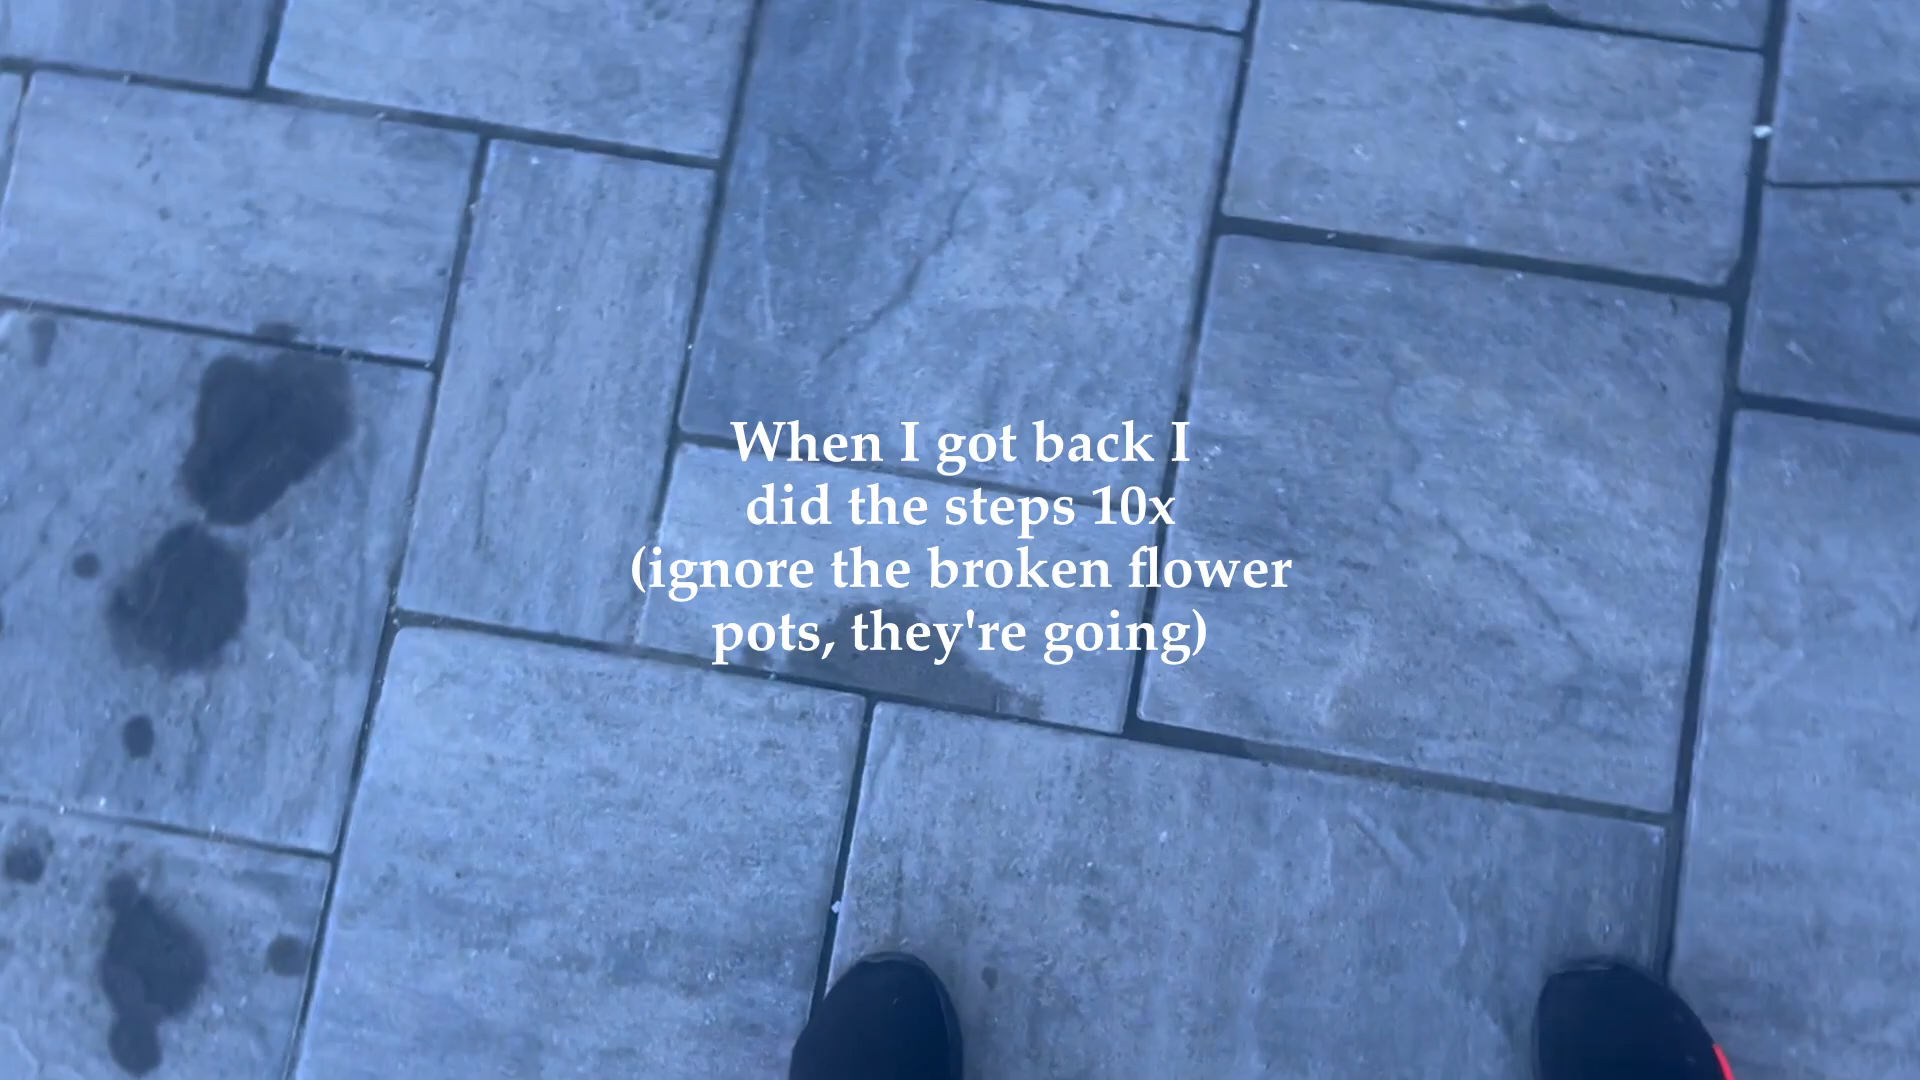 When I got back I
did the steps 10x
(ignore the broken flower
pots, they're going)